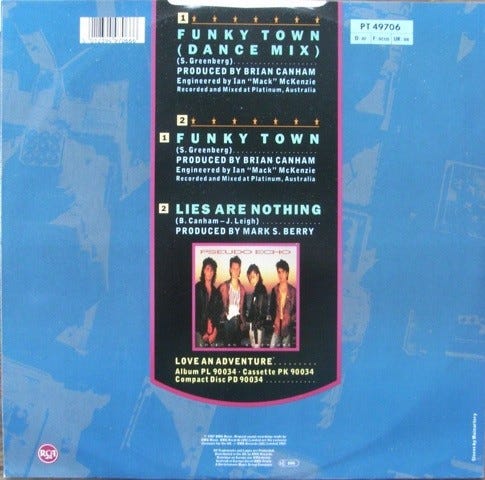 PT 49706
1
FUNKY TOWN
(DANCE MIX)
(S. Greenberg)
PRODUCED BY BRIAN CANHAM
Engineered by Ian "Mack" McKenzie
Recorded and Mixed at Platinum, Australia
2
1 FUNKY TOWN
(S. Greenberg)
PRODUCED BY BRIAN CANHAM
Engineered by Ian "Mack" McKenzie
Recorded and Mixed at Platinum, Australia
2 LIES ARE NOTHING
(B. Canham–J. Leigh)
PRODUCED BY MARK S. BERRY
PSEUDO ECHO
LOVE AN ADVENTURE
LOVE AN ADVENTURE
Album PL 90034 · Cassette PK 90034
Compact Disc PD 90034
RCA